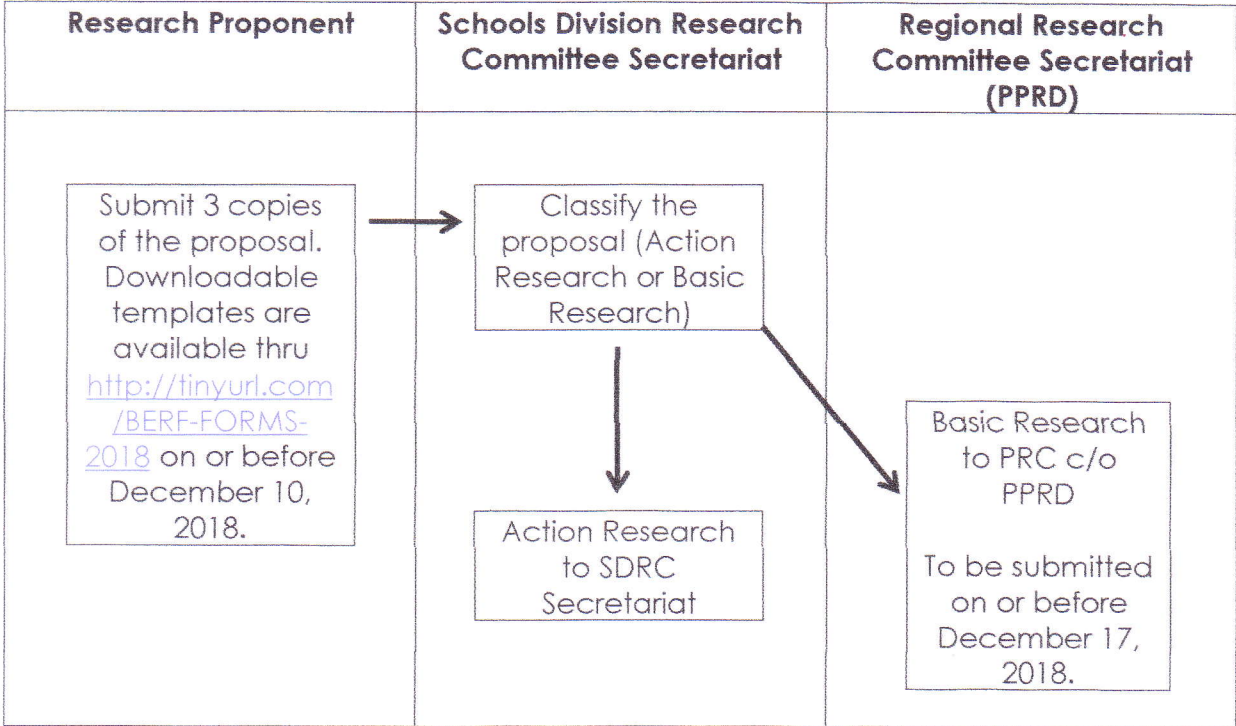 Research Proponent
Schools Division Research
Committee Secretariat
Regional Research
Committee Secretariat
(PPRD)
Submit 3 copies
of the proposal.
Downloadable
templates are
available thru
http://tinyurl.com
/BERF-FORMS-
2018 on or before
December 10,
2018.
Classify the
proposal (Action
Research or Basic
Research)
Action Research
to SDRC
Secretariat
Basic Research
to PRC c/o
PPRD
To be submitted
on or before
December 17,
2018.